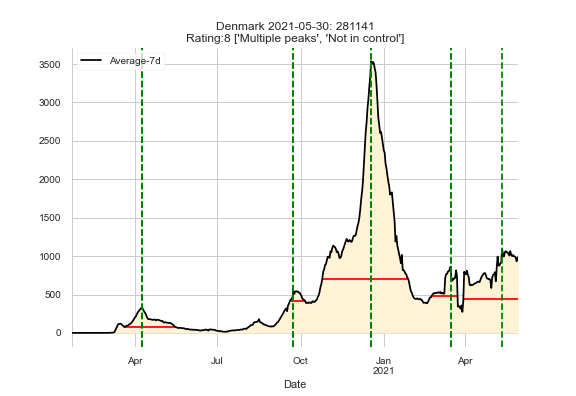 Denmark 2021-05-30: 281141
Rating:8 ['Multiple peaks', 'Not in control']
Average-7d
3500
3000
2500
2000
1500
1000
500
0
Apr
Jul
Oct
Jan
2021
Apr
Date